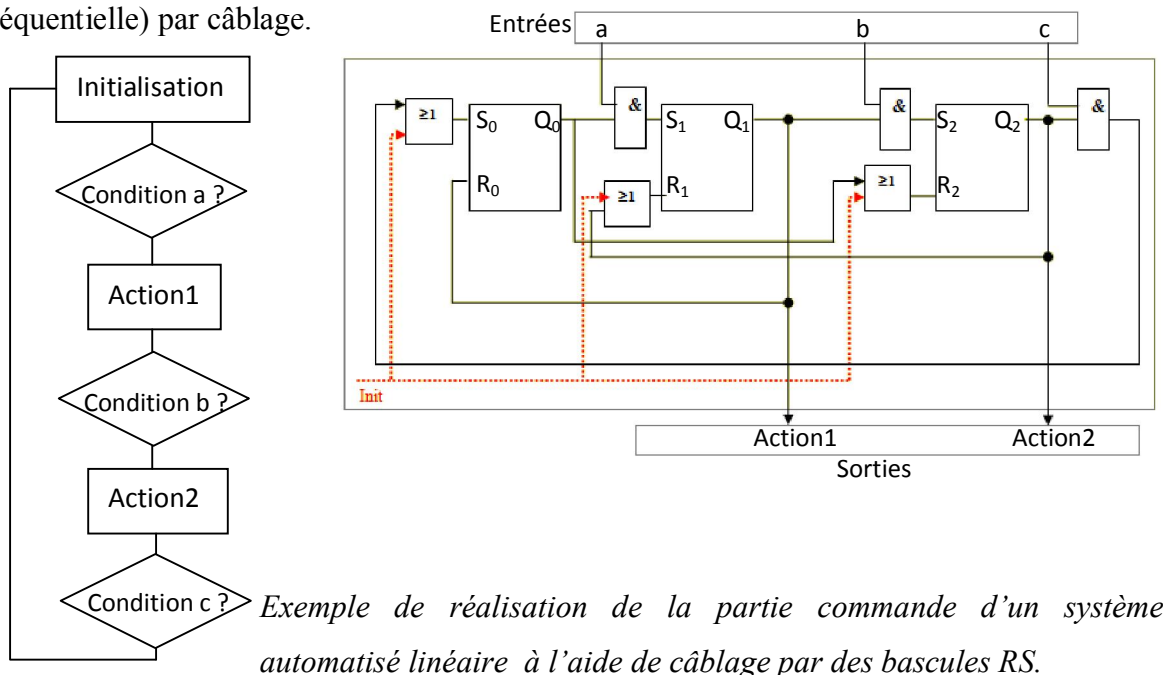 équentielle) par câblage.
Initialisation
Condition a ?
Action1
Condition b ?
Action2
Condition c ?
Entrées
a b c
≥1 S₀ Q₀ & S₁ Q₁ & S₂ Q₂ &
R₀ ≥1 R₁ ≥1 R₂
Init
Action1 Action2
Sorties
Exemple de réalisation de la partie commande d’un système
automatisé linéaire à l’aide de câblage par des bascules RS.